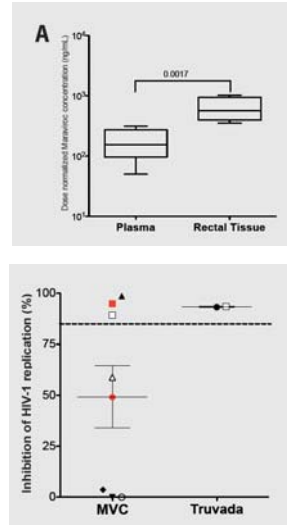 A
Dose normalized Maraviroc concentration (ng/mL)
0.0017
10³
10²
10¹
Plasma Rectal Tissue
Inhibition of HIV-1 replication (%)
100
75
50
25
0
MVC Truvada